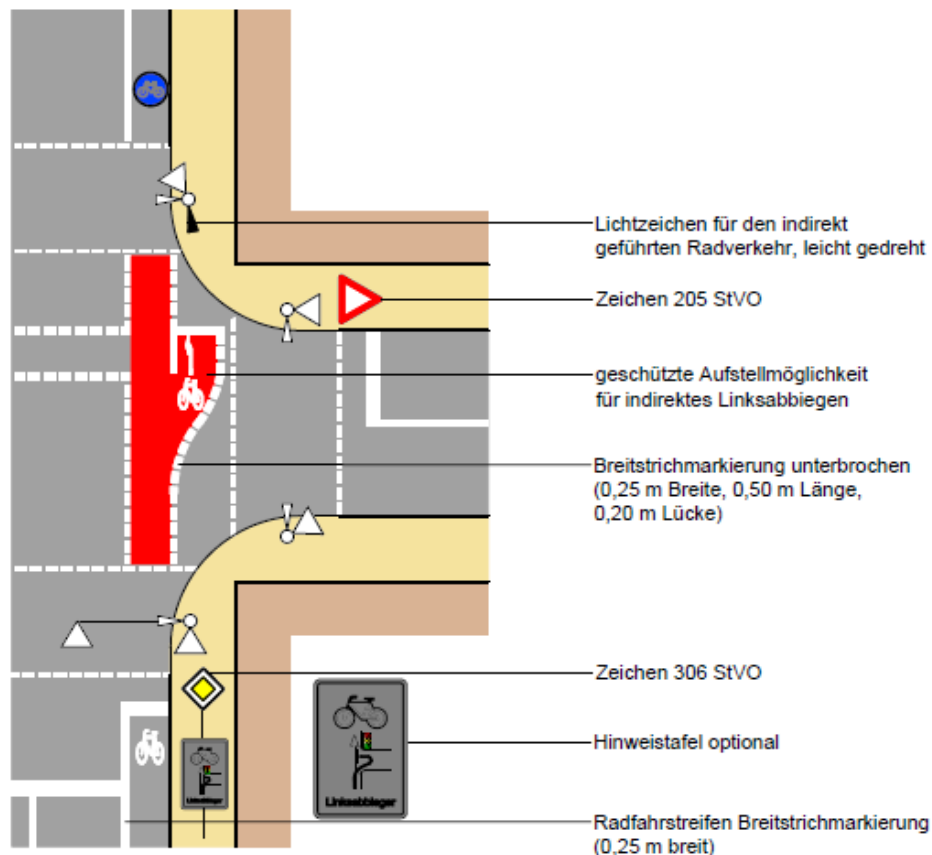 Lichtzeichen für den indirekt
geführten Radverkehr, leicht gedreht
Zeichen 205 StVO
geschützte Aufstellmöglichkeit
für indirektes Linksabbiegen
Breitstrichmarkierung unterbrochen
(0,25 m Breite, 0,50 m Länge,
0,20 m Lücke)
Zeichen 306 StVO
Hinweistafel optional
Linksabbieger
Linksabbieger
Radfahrstreifen Breitstrichmarkierung
(0,25 m breit)